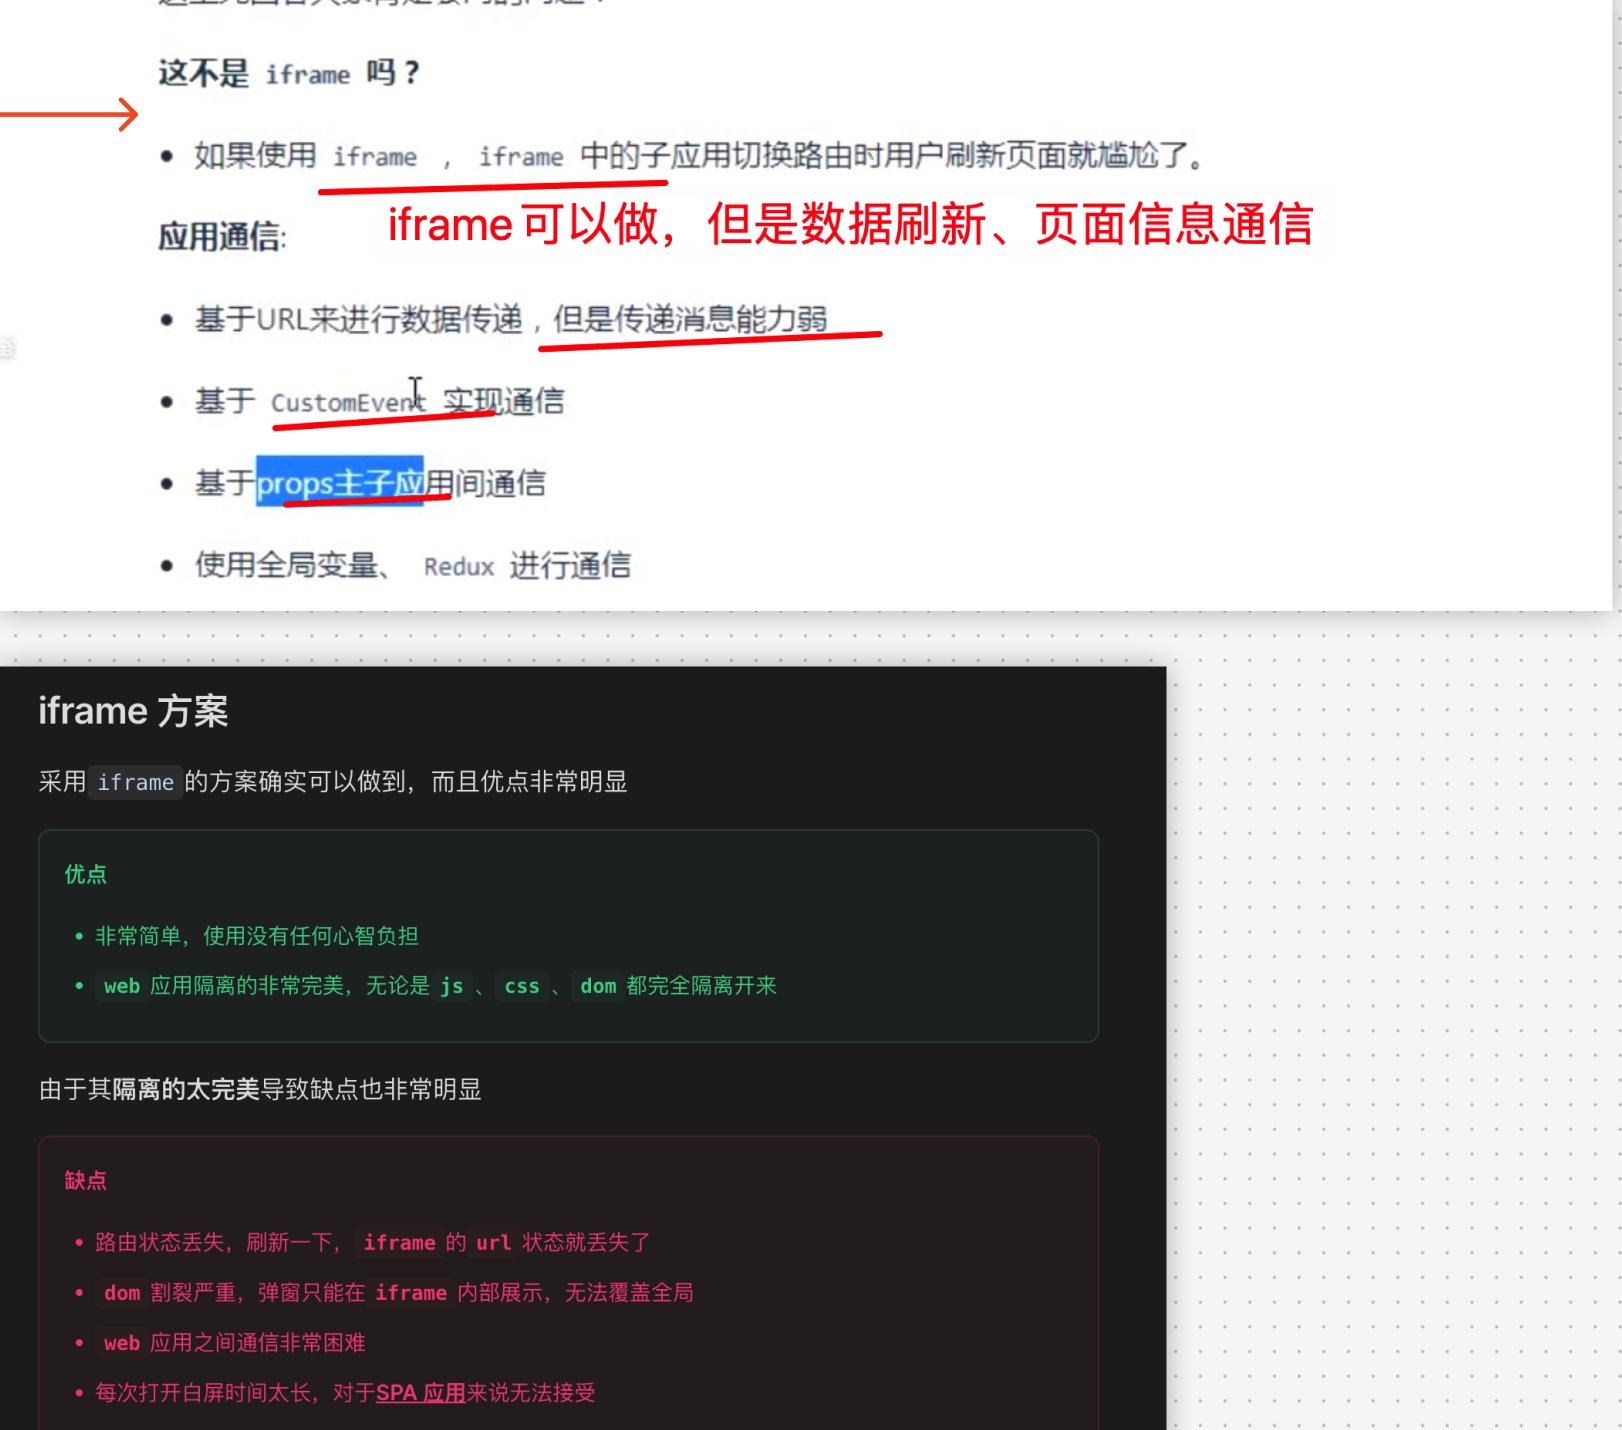 这不是 iframe 吗？
如果使用 iframe ， iframe 中的子应用切换路由时用户刷新页面就尴尬了。
iframe 可以做，但是数据刷新、页面信息通信
应用通信:
基于URL来进行数据传递，但是传递消息能力弱
基于 CustomEvent 实现通信
基于props主子应用间通信
使用全局变量、 Redux 进行通信
iframe 方案
采用 iframe 的方案确实可以做到，而且优点非常明显
优点
非常简单，使用没有任何心智负担
web 应用隔离的非常完美，无论是 js 、 css 、 dom 都完全隔离开来
由于其隔离的太完美导致缺点也非常明显
缺点
路由状态丢失，刷新一下， iframe 的 url 状态就丢失了
dom 割裂严重，弹窗只能在 iframe 内部展示，无法覆盖全局
web 应用之间通信非常困难
每次打开白屏时间太长，对于SPA 应用来说无法接受